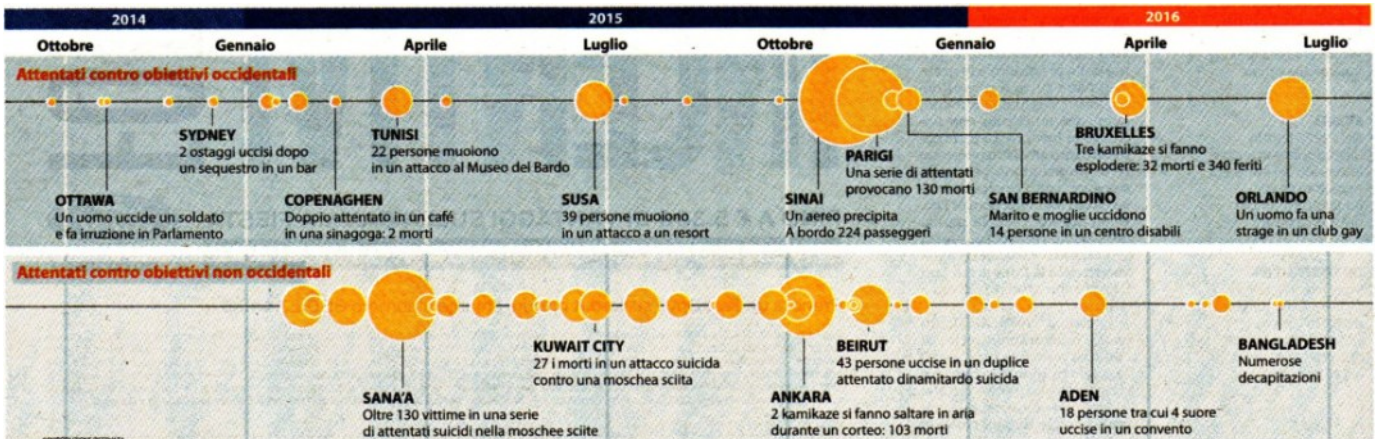 2014 2015 2016
Ottobre Gennaio Aprile Luglio Ottobre Gennaio Aprile Luglio
Attentati contro obiettivi occidentali
OTTAWA
Un uomo uccide un soldato
e fa irruzione in Parlamento
SYDNEY
2 ostaggi uccisi dopo
un sequestro in un bar
COPENAGHEN
Doppio attentato in un café
in una sinagoga: 2 morti
TUNISI
22 persone muoiono
in un attacco al Museo del Bardo
SUSA
39 persone muoiono
in un attacco a un resort
SINAI
Un aereo precipita
A bordo 224 passeggeri
PARIGI
Una serie di attentati
provocano 130 morti
SAN BERNARDINO
Marito e moglie uccidono
14 persone in un centro disabili
BRUXELLES
Tre kamikaze si fanno
esplodere: 32 morti e 340 feriti
ORLANDO
Un uomo fa una
strage in un club gay
Attentati contro obiettivi non occidentali
SANA'A
Oltre 130 vittime in una serie
di attentati suicidi nella moschee sciite
KUWAIT CITY
27 i morti in un attacco suicida
contro una moschea sciita
ANKARA
2 kamikaze si fanno saltare in aria
durante un corteo: 103 morti
BEIRUT
43 persone uccise in un duplice
attentato dinamitardo suicida
ADEN
18 persone tra cui 4 suore
uccise in un convento
BANGLADESH
Numerose
decapitazioni